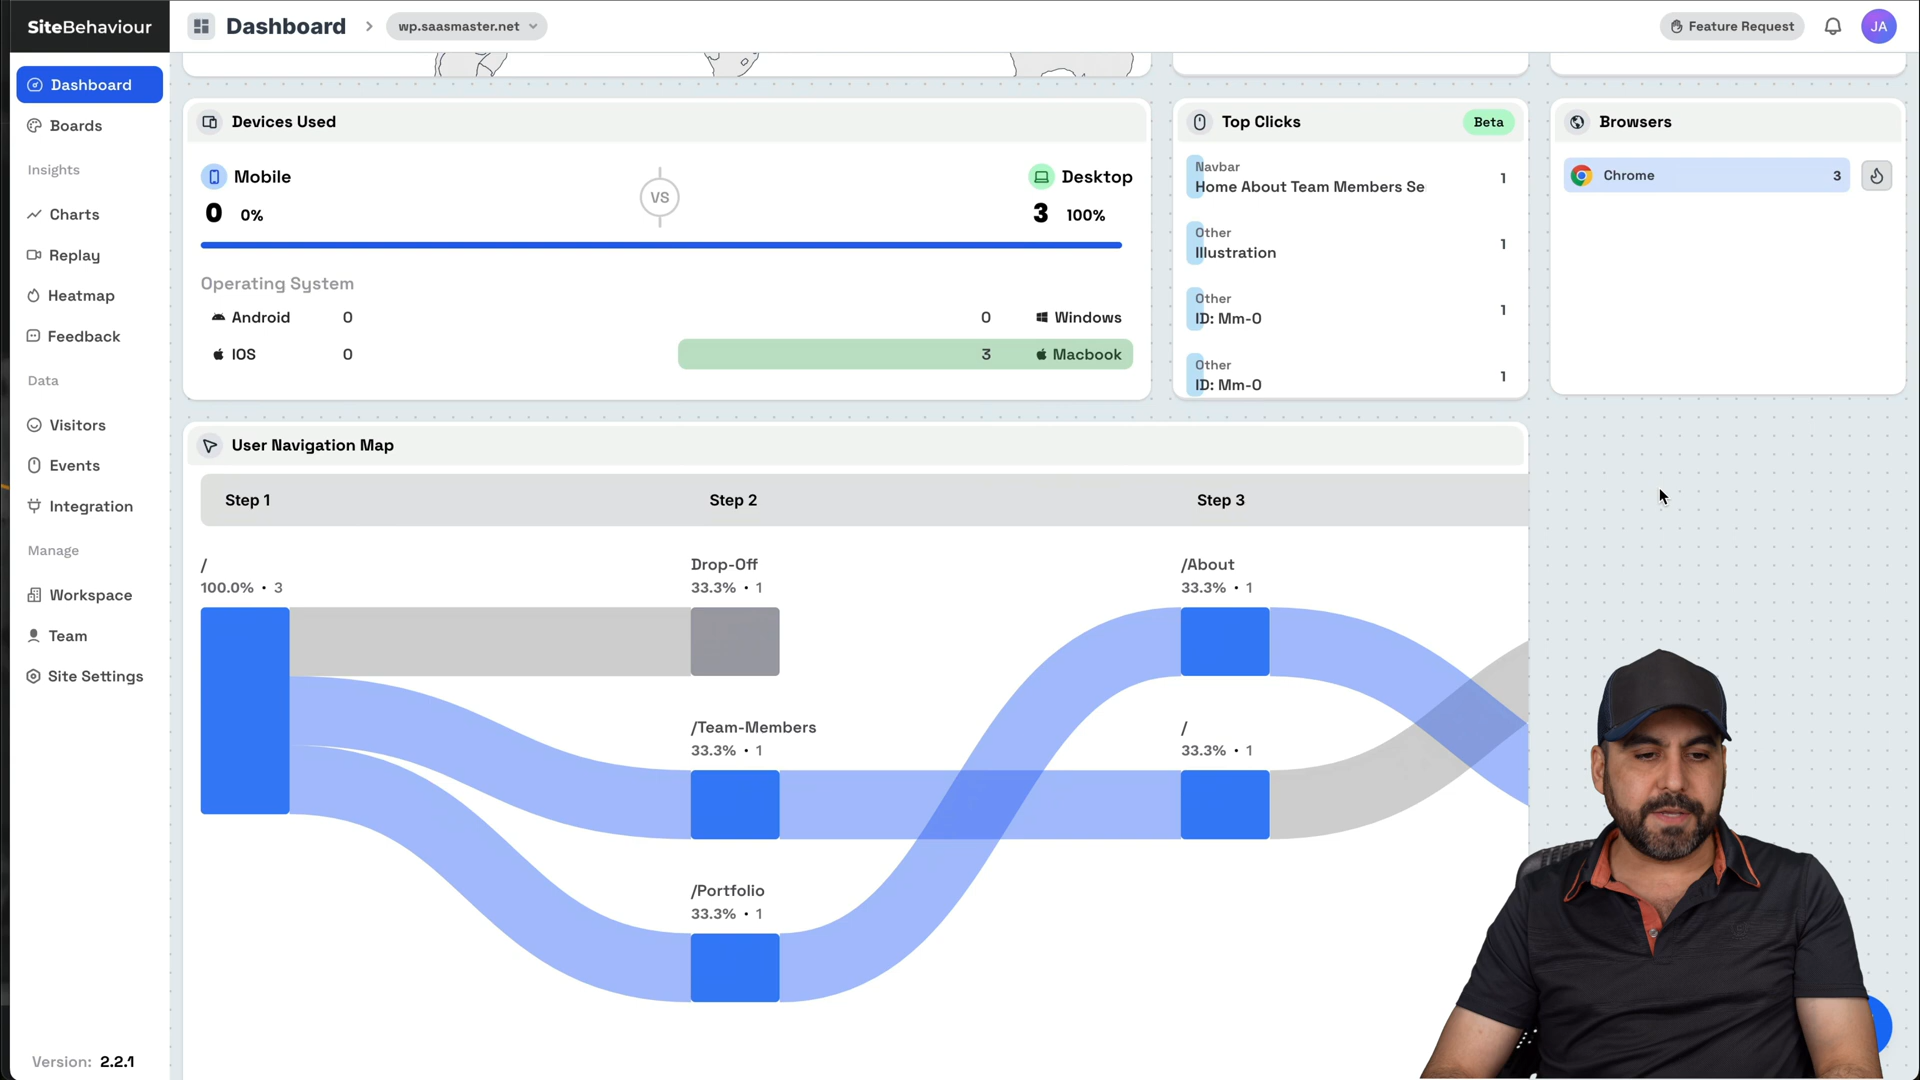 SiteBehaviour
Dashboard
wp.saasmaster.net
Feature Request
JA
Dashboard
Boards
Insights
Charts
Replay
Heatmap
Feedback
Data
Visitors
Events
Integration
Manage
Workspace
Team
Site Settings
Version: 2.2.1
Devices Used
Mobile
0 0%
VS
Desktop
3 100%
Operating System
Android 0
0 Windows
IOS 0
3 Macbook
Top Clicks
Beta
Navbar
Home About Team Members Se 1
Other
Illustration 1
Other
ID: Mm-0 1
Other
ID: Mm-0 1
Browsers
Chrome 3
User Navigation Map
Step 1 Step 2 Step 3
/
100.0% • 3
Drop-Off
33.3% • 1
/About
33.3% • 1
/Team-Members
33.3% • 1
/
33.3% • 1
/Portfolio
33.3% • 1